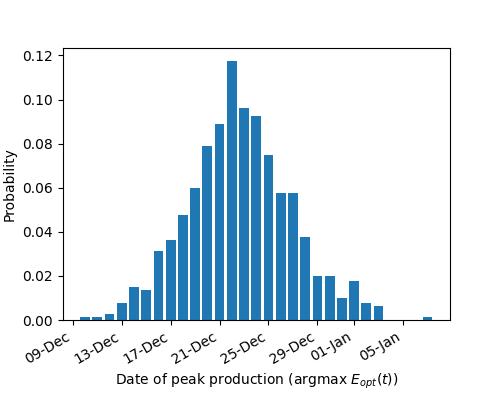 0.12
0.10
0.08
0.06
0.04
0.02
0.00
Probability
09-Dec 13-Dec 17-Dec 21-Dec 25-Dec 29-Dec 01-Jan 05-Jan
Date of peak production (argmax E_opt(t))